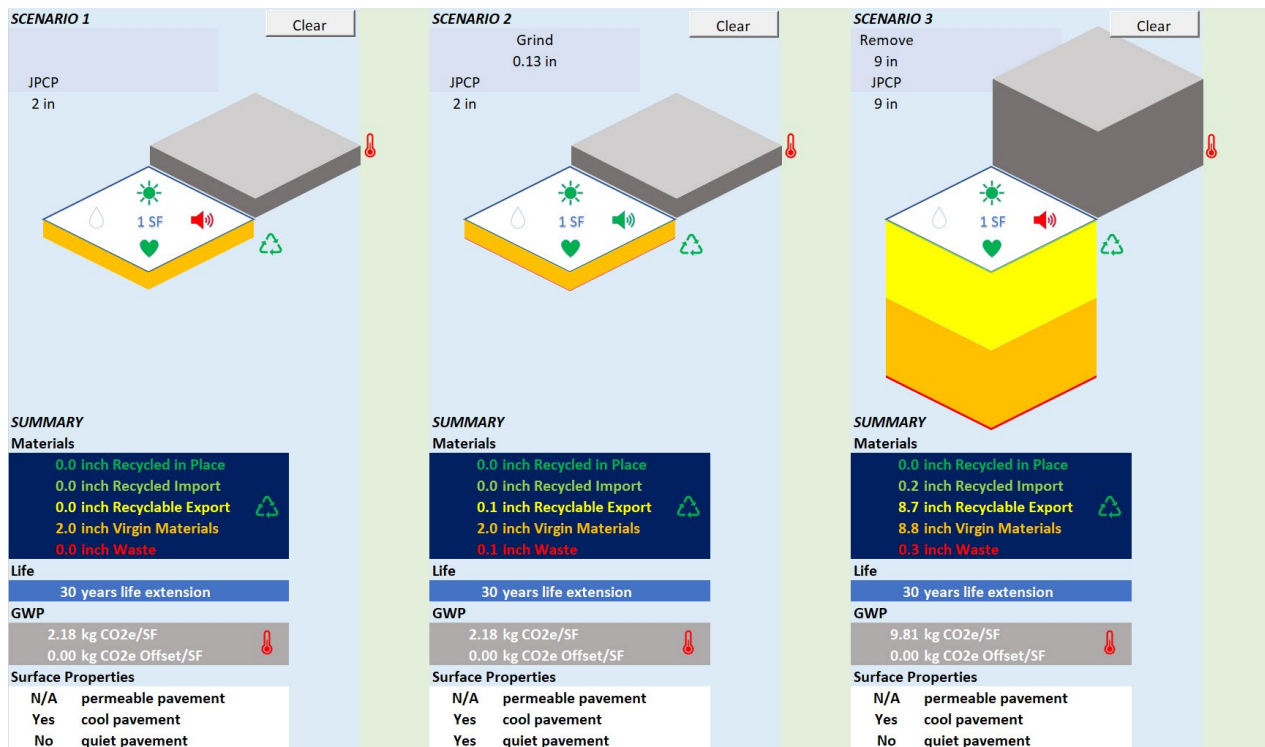 SCENARIO 1
Clear
JPCP
2 in
1 SF
SUMMARY
Materials
0.0 inch Recycled in Place
0.0 inch Recycled Import
0.0 inch Recyclable Export
2.0 inch Virgin Materials
0.0 inch Waste
Life
30 years life extension
GWP
2.18 kg CO2e/SF
0.00 kg CO2e Offset/SF
Surface Properties
N/A permeable pavement
Yes cool pavement
No quiet pavement
SCENARIO 2
Clear
Grind
0.13 in
JPCP
2 in
1 SF
SUMMARY
Materials
0.0 inch Recycled in Place
0.0 inch Recycled Import
0.1 inch Recyclable Export
2.0 inch Virgin Materials
0.1 inch Waste
Life
30 years life extension
GWP
2.18 kg CO2e/SF
0.00 kg CO2e Offset/SF
Surface Properties
N/A permeable pavement
Yes cool pavement
Yes quiet pavement
SCENARIO 3
Clear
Remove
9 in
JPCP
9 in
1 SF
SUMMARY
Materials
0.0 inch Recycled in Place
0.2 inch Recycled Import
8.7 inch Recyclable Export
8.8 inch Virgin Materials
0.3 inch Waste
Life
30 years life extension
GWP
9.81 kg CO2e/SF
0.00 kg CO2e Offset/SF
Surface Properties
N/A permeable pavement
Yes cool pavement
No quiet pavement